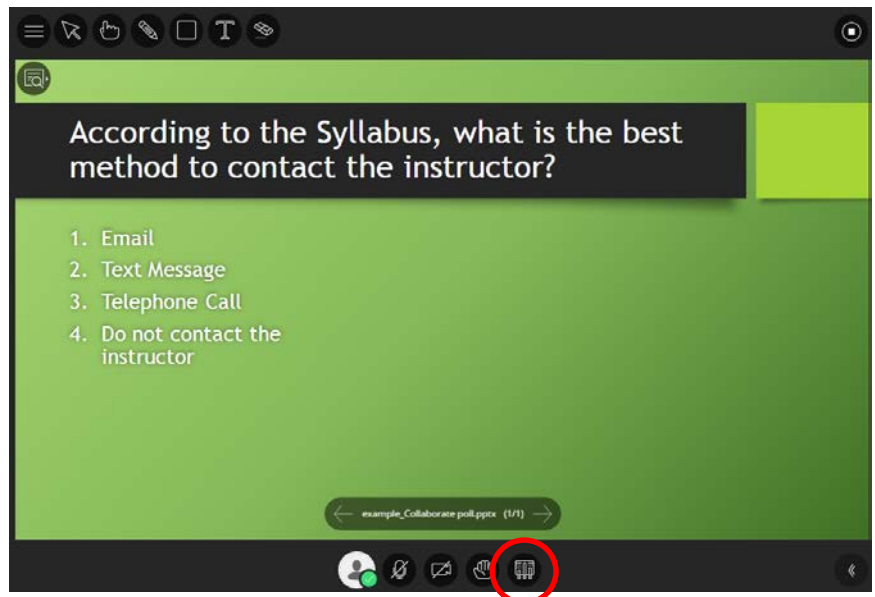 T
According to the Syllabus, what is the best
method to contact the instructor?
1. Email
2. Text Message
3. Telephone Call
4. Do not contact the
instructor
example_Collaborate poll.pptx (1/1)